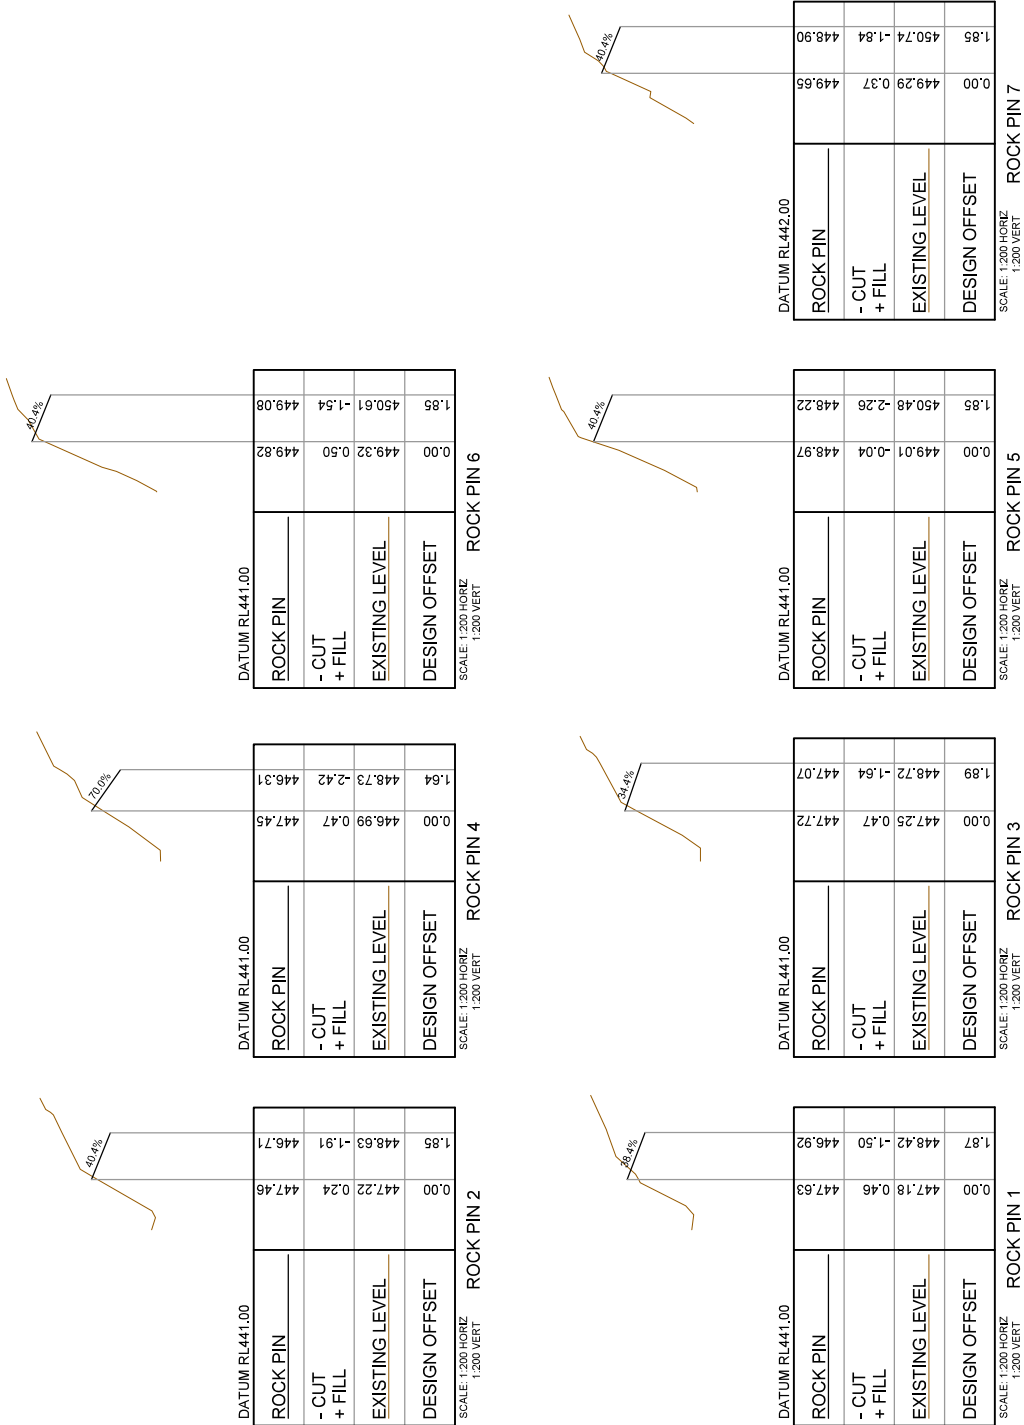 40.4%
DATUM RL441.00
ROCK PIN 449.82 449.08
- CUT
+ FILL 0.50 -1.54
EXISTING LEVEL 449.32 450.61
DESIGN OFFSET 0.00 1.85
SCALE: 1:200 HORIZ
1:200 VERT
ROCK PIN 6
40.4%
DATUM RL442.00
ROCK PIN 449.65 448.90
- CUT
+ FILL 0.37 -1.84
EXISTING LEVEL 449.29 450.74
DESIGN OFFSET 0.00 1.85
SCALE: 1:200 HORIZ
1:200 VERT
ROCK PIN 7
70.0%
DATUM RL441.00
ROCK PIN 447.45 446.31
- CUT
+ FILL 0.47 -2.42
EXISTING LEVEL 446.99 448.73
DESIGN OFFSET 0.00 1.64
SCALE: 1:200 HORIZ
1:200 VERT
ROCK PIN 4
40.4%
DATUM RL441.00
ROCK PIN 448.97 448.22
- CUT
+ FILL -0.04 -2.26
EXISTING LEVEL 449.01 450.48
DESIGN OFFSET 0.00 1.85
SCALE: 1:200 HORIZ
1:200 VERT
ROCK PIN 5
40.4%
DATUM RL441.00
ROCK PIN 447.46 446.71
- CUT
+ FILL 0.24 -1.91
EXISTING LEVEL 447.22 448.63
DESIGN OFFSET 0.00 1.85
SCALE: 1:200 HORIZ
1:200 VERT
ROCK PIN 2
34.4%
DATUM RL441.00
ROCK PIN 447.72 447.07
- CUT
+ FILL 0.47 -1.64
EXISTING LEVEL 447.25 448.72
DESIGN OFFSET 0.00 1.89
SCALE: 1:200 HORIZ
1:200 VERT
ROCK PIN 3
38.4%
DATUM RL441.00
ROCK PIN 447.63 446.92
- CUT
+ FILL 0.46 -1.50
EXISTING LEVEL 447.18 448.42
DESIGN OFFSET 0.00 1.87
SCALE: 1:200 HORIZ
1:200 VERT
ROCK PIN 1